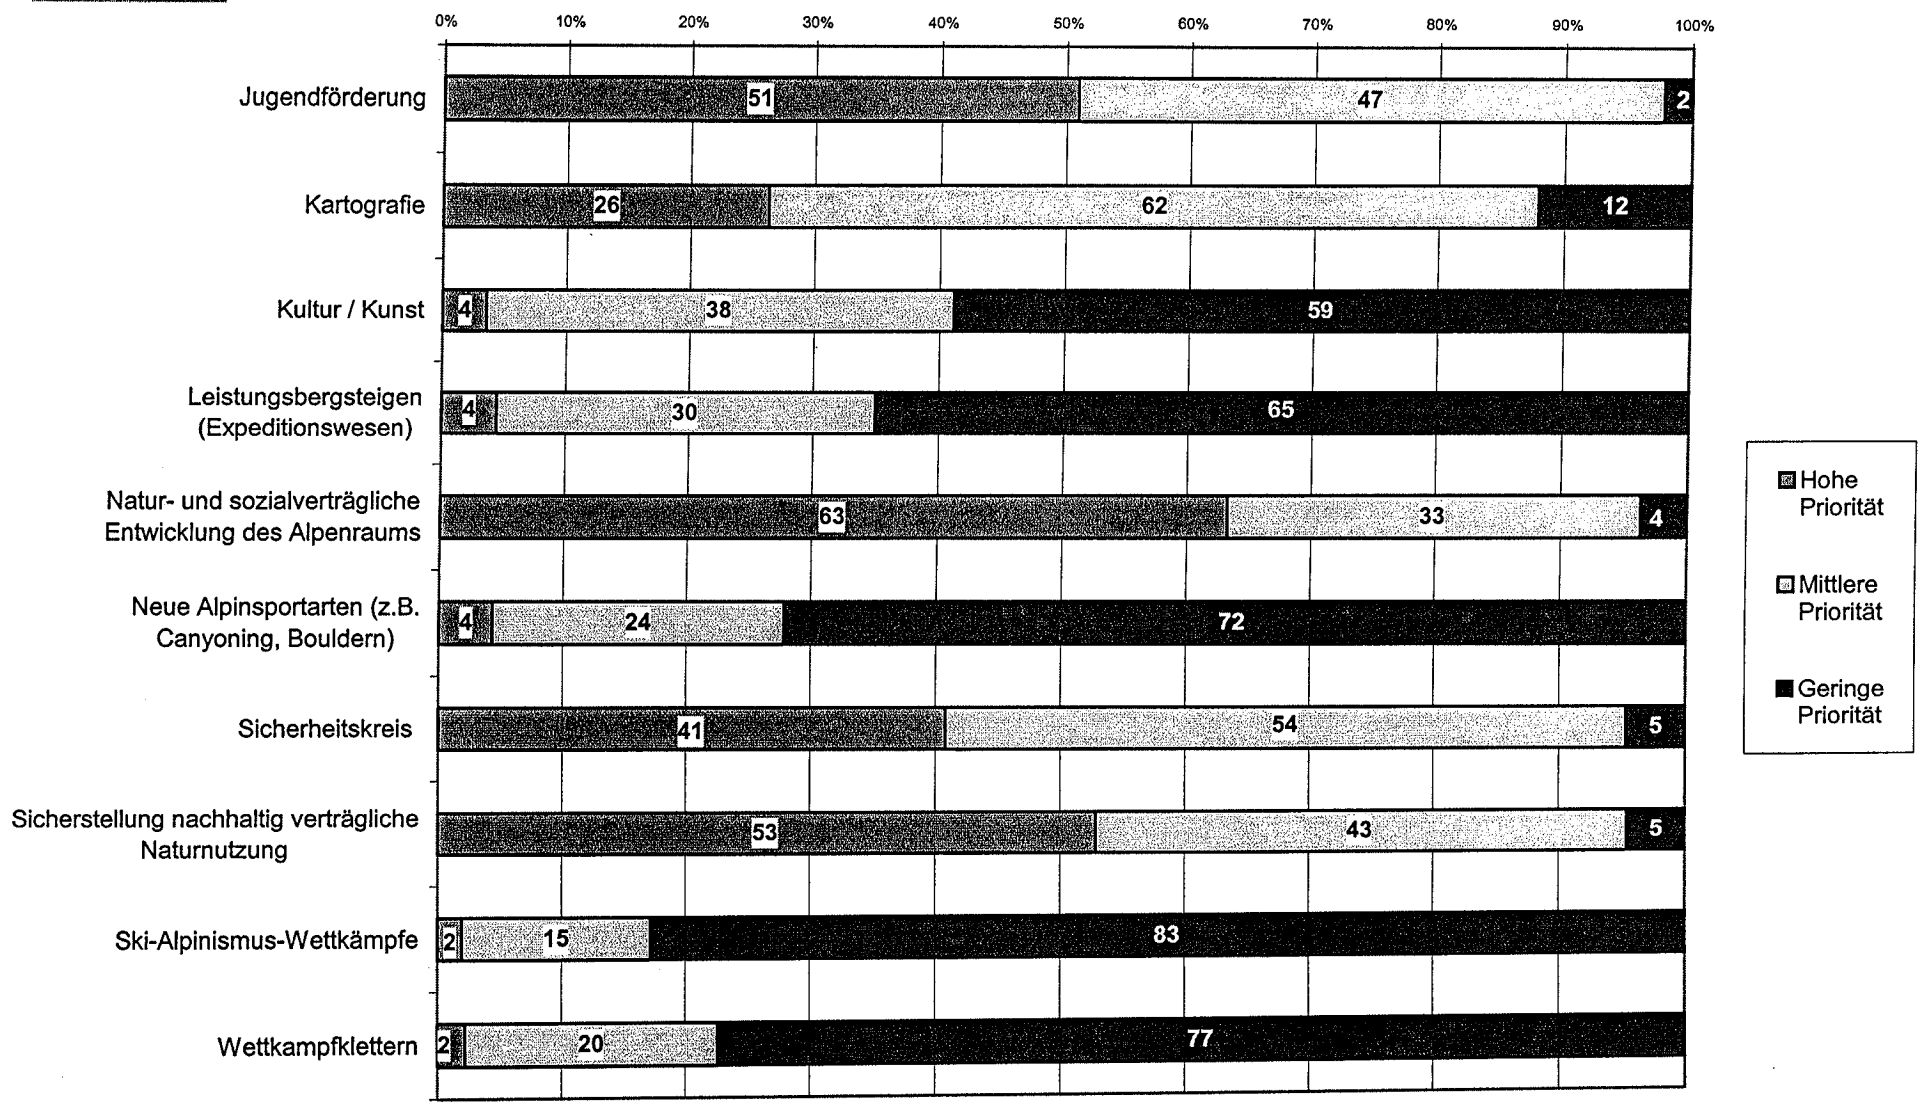 0% 10% 20% 30% 40% 50% 60% 70% 80% 90% 100%
Jugendförderung 51 47 2
Kartografie 26 62 12
Kultur / Kunst 4 38 59
Leistungsbergsteigen
(Expeditionswesen) 4 30 65
Natur- und sozialverträgliche
Entwicklung des Alpenraums 63 33 4
Neue Alpinsportarten (z.B.
Canyoning, Bouldern) 4 24 72
Sicherheitskreis 41 54 5
Sicherstellung nachhaltig verträgliche
Naturnutzung 53 43 5
Ski-Alpinismus-Wettkämpfe 2 15 83
Wettkampfklettern 2 20 77
Hohe
Priorität
Mittlere
Priorität
Geringe
Priorität